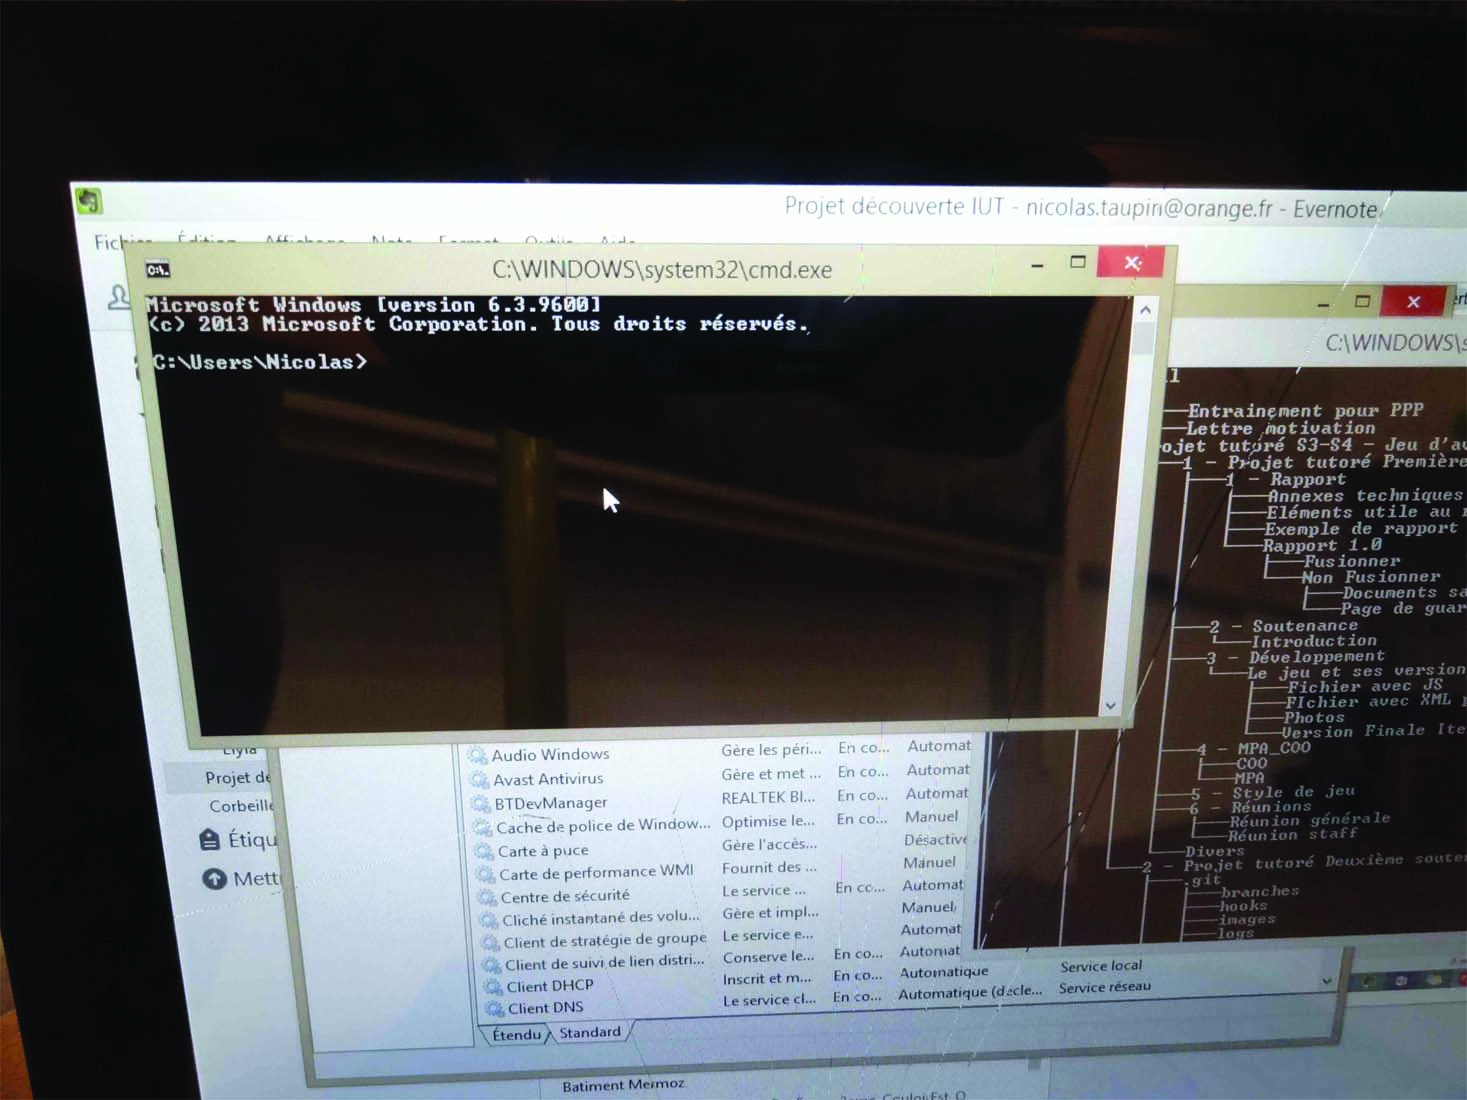 Projet découverte IUT - nicolas.taupin@orange.fr - Evernote
Édition Affichage Note Format Outils Aide
C:\WINDOWS\system32\cmd.exe
Microsoft Windows [version 6.3.9600]
(c) 2013 Microsoft Corporation. Tous droits réservés.
C:\Users\Nicolas>
C:\WINDOWS\s
Entrainement pour PPP
Lettre motivation
ojet tutoré S3-S4 - Jeu d'av
1 - Projet tutoré Première
1 - Rapport
Annexes techniques
Eléments utile au r
Exemple de rapport
Rapport 1.0
Fusionner
Non Fusionner
Documents sa
Page de guar
2 - Soutenance
Introduction
3 - Développement
Le jeu et ses version
Fichier avec JS
FIchier avec XML
Photos
Version Finale Ite
4 - MPA_COO
COO
MPA
5 - Style de jeu
6 - Réunions
Réunion générale
Réunion staff
Divers
2 - Projet tutoré Deuxième soute
.git
branches
hooks
images
logs
Projet de
Corbeille
Étiqu
Mett
Audio Windows Gère les péri... En co... Automat
Avast Antivirus Gère et met ... En co... Automat
BTDevManager REALTEK BI... En co... Automat
Cache de police de Window... Optimise le... En co... Manuel
Carte à puce Gère l'accès... Désactivé
Carte de performance WMI Fournit des ... Manuel
Centre de sécurité Le service ... En co... Automat
Cliché instantané des volu... Gère et impl... Manuel
Client de stratégie de groupe Le service e... Automat
Client de suivi de lien distri... Conserve le... En co... Automat
Client DHCP Inscrit et m... En co... Automatique Service local
Client DNS Le service cl... En co... Automatique (décle... Service réseau
Étendu Standard
Batiment Mermoz